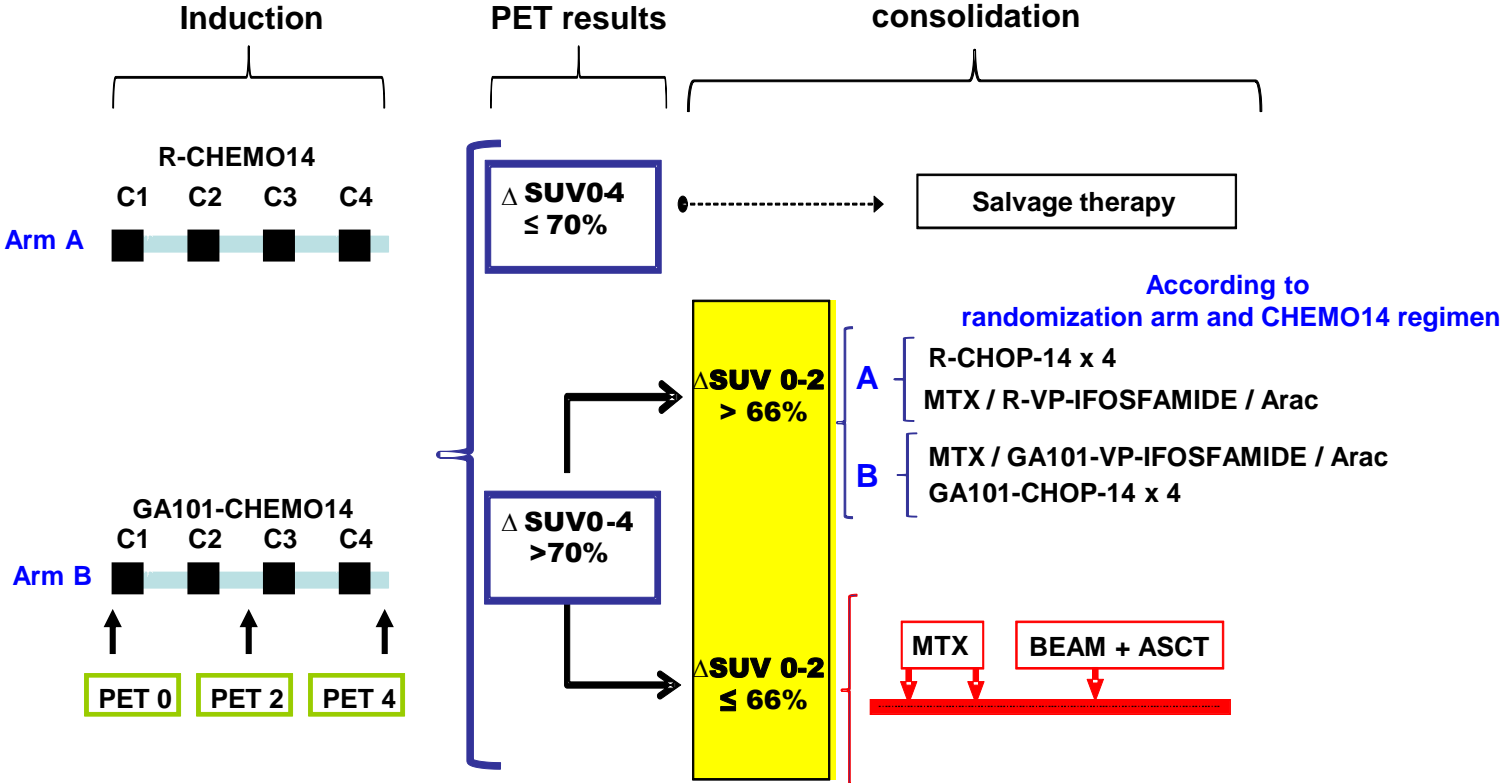 Induction
PET results
consolidation
R-CHEMO14
C1 C2 C3 C4
Arm A
∆ SUV0-4
≤ 70%
Salvage therapy
According to
randomization arm and CHEMO14 regimen
∆SUV 0-2
> 66%
A
R-CHOP-14 x 4
MTX / R-VP-IFOSFAMIDE / Arac
B
MTX / GA101-VP-IFOSFAMIDE / Arac
GA101-CHOP-14 x 4
GA101-CHEMO14
C1 C2 C3 C4
Arm B
∆ SUV0-4
>70%
PET 0
PET 2
PET 4
∆SUV 0-2
≤ 66%
MTX
BEAM + ASCT